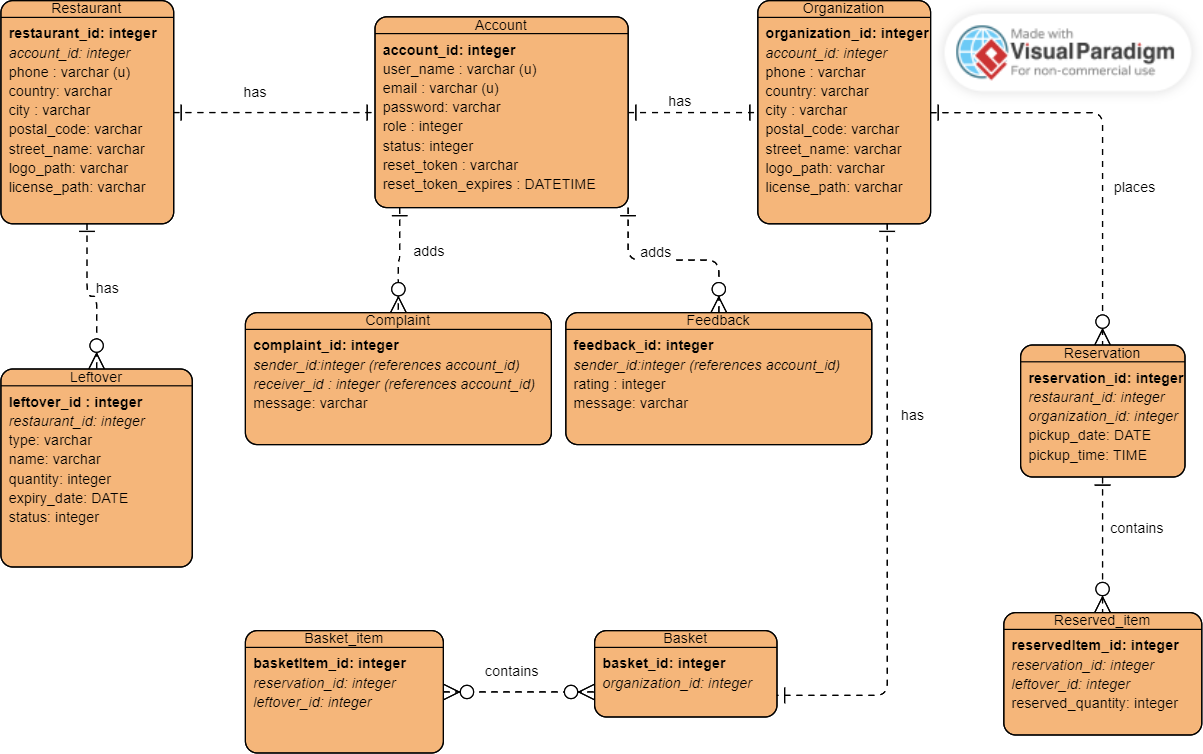 Restaurant
restaurant_id: integer
account_id: integer
phone : varchar (u)
country: varchar
city : varchar
postal_code: varchar
street_name: varchar
logo_path: varchar
license_path: varchar
has
Account
account_id: integer
user_name : varchar (u)
email : varchar (u)
password: varchar
role : integer
status: integer
reset_token : varchar
reset_token_expires : DATETIME
has
Organization
organization_id: integer
account_id: integer
phone : varchar
country: varchar
city : varchar
postal_code: varchar
street_name: varchar
logo_path: varchar
license_path: varchar
Made with
Visual Paradigm
For non-commercial use
places
has
adds
adds
Leftover
leftover_id : integer
restaurant_id: integer
type: varchar
name: varchar
quantity: integer
expiry_date: DATE
status: integer
Complaint
complaint_id: integer
sender_id:integer (references account_id)
receiver_id : integer (references account_id)
message: varchar
Feedback
feedback_id: integer
sender_id:integer (references account_id)
rating : integer
message: varchar
has
Reservation
reservation_id: integer
restaurant_id: integer
organization_id: integer
pickup_date: DATE
pickup_time: TIME
contains
Basket_item
basketItem_id: integer
reservation_id: integer
leftover_id: integer
contains
Basket
basket_id: integer
organization_id: integer
Reserved_item
reservedItem_id: integer
reservation_id: integer
leftover_id: integer
reserved_quantity: integer